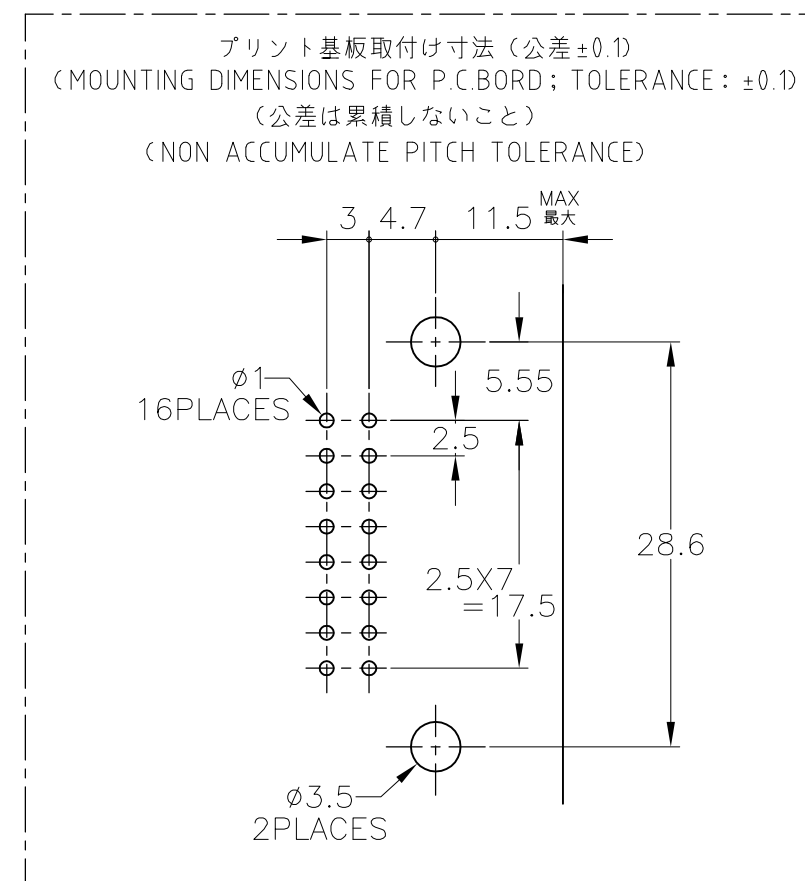 プリント基板取付け寸法（公差±0.1）
（MOUNTING DIMENSIONS FOR P.C.BORD；TOLERANCE：±0.1）
（公差は累積しないこと）
（NON ACCUMULATE PITCH TOLERANCE）
3 4.7 11.5 MAX
最大
5.55
ø1
16PLACES
2.5
28.6
2.5X7
=17.5
ø3.5
2PLACES